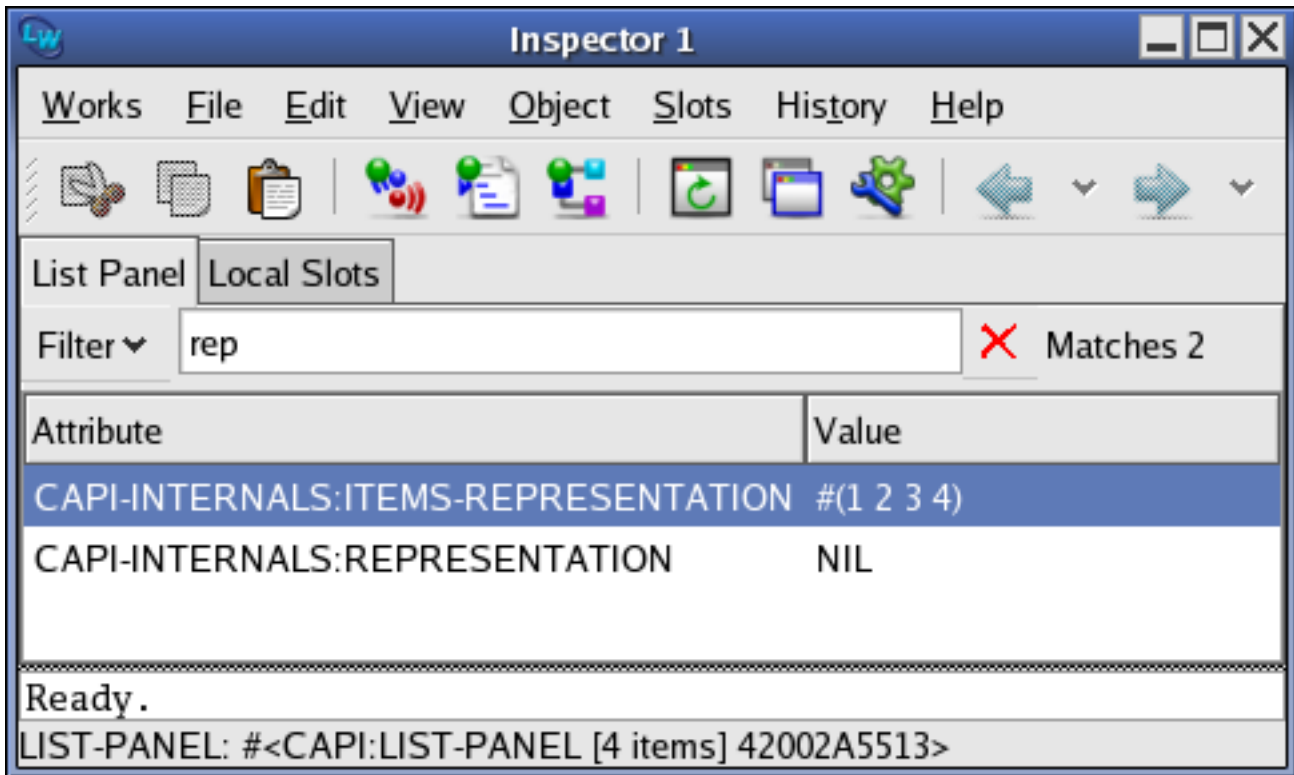 LW
Inspector 1
Works File Edit View Object Slots History Help
List Panel Local Slots
Filter rep Matches 2
Attribute Value
CAPI-INTERNALS:ITEMS-REPRESENTATION #(1 2 3 4)
CAPI-INTERNALS:REPRESENTATION NIL
Ready.
LIST-PANEL: #<CAPI:LIST-PANEL [4 items] 42002A5513>